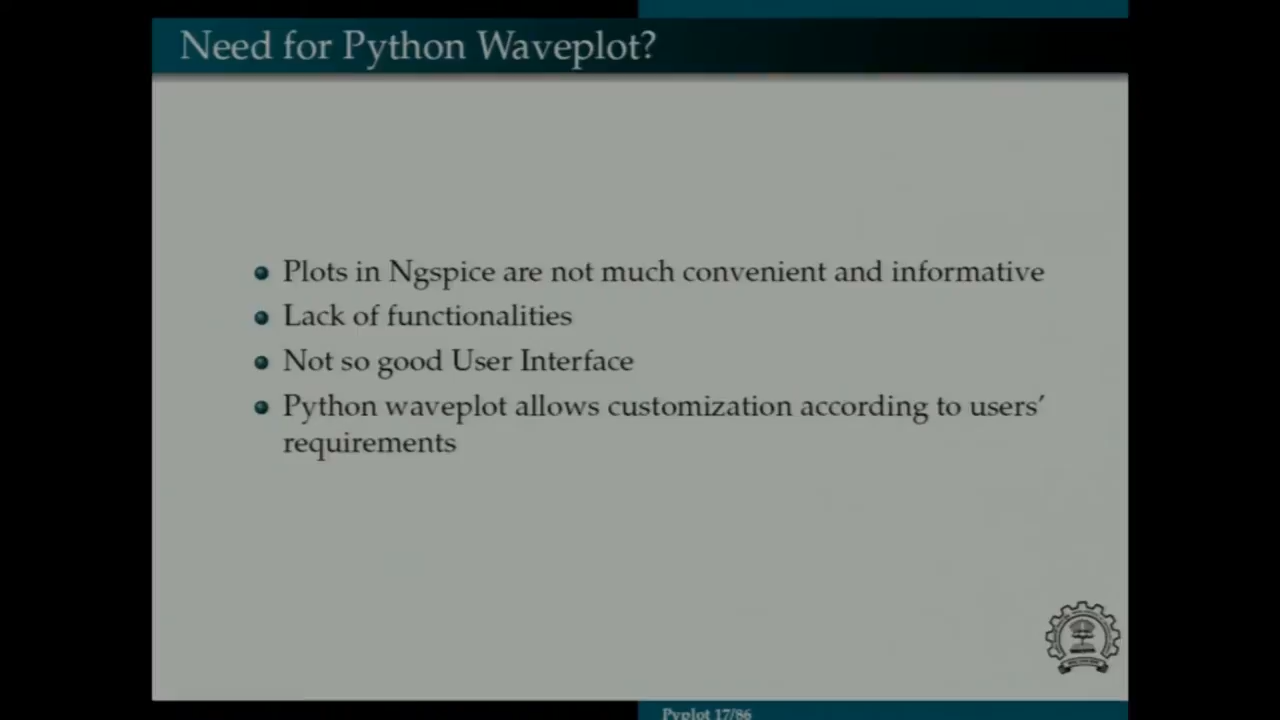 Need for Python Waveplot?
Plots in Ngspice are not much convenient and informative
Lack of functionalities
Not so good User Interface
Python waveplot allows customization according to users’
requirements
Pyplot 17/86